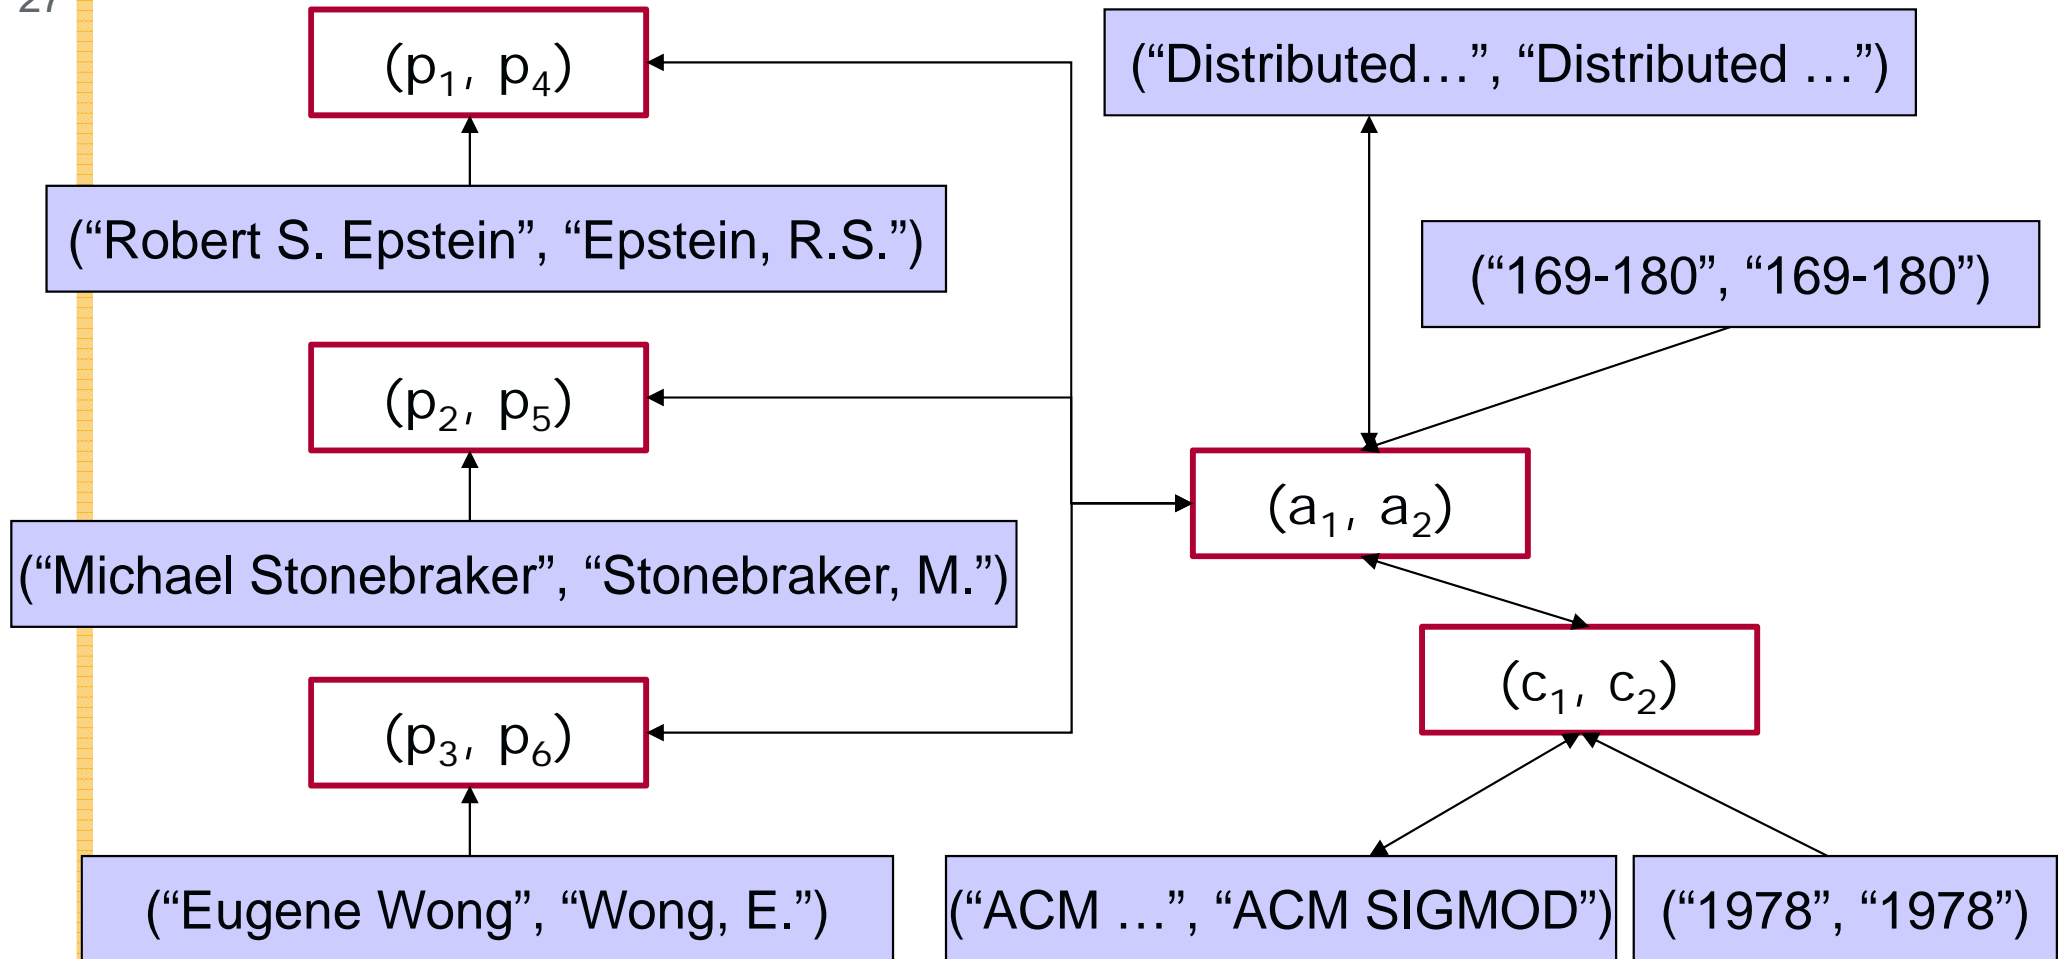 27
(p1, p4)
(“Distributed…”, “Distributed …”)
(“Robert S. Epstein”, “Epstein, R.S.”)
(“169-180”, “169-180”)
(p2, p5)
(a1, a2)
(“Michael Stonebraker”, “Stonebraker, M.”)
(c1, c2)
(p3, p6)
(“Eugene Wong”, “Wong, E.”)
(“ACM …”, “ACM SIGMOD”)
(“1978”, “1978”)